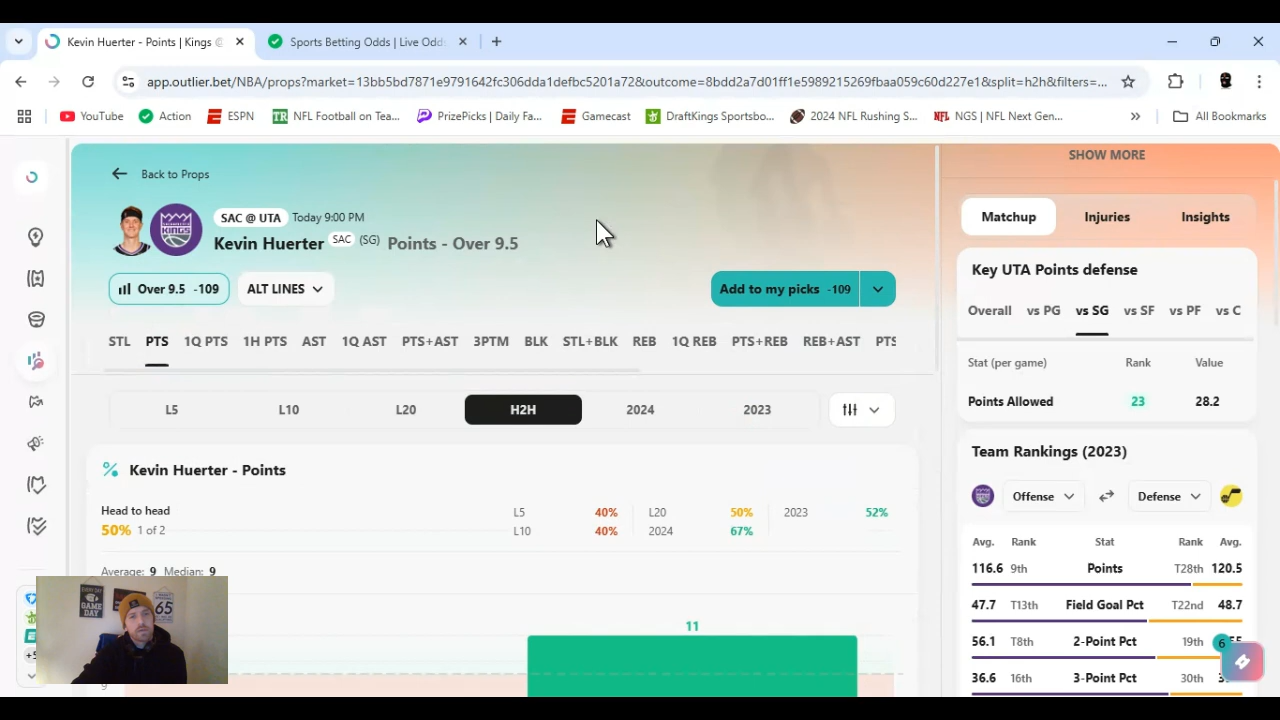 Kevin Huerter - Points | Kings @
Sports Betting Odds | Live Odd
app.outlier.bet/NBA/props?market=13bb5bd7871e9791642fc306dda1defbc5201a72&outcome=8bdd2a7d01ff1e5989215269fbaa059c60d227e1&split=h2h&filters=...
YouTube
Action
ESPN
NFL Football on Tea...
PrizePicks | Daily Fa...
Gamecast
DraftKings Sportsbo...
2024 NFL Rushing S...
NGS | NFL Next Gen...
All Bookmarks
Back to Props
SAC @ UTA Today 9:00 PM
Kevin Huerter SAC (SG) Points - Over 9.5
Over 9.5 -109
ALT LINES
Add to my picks -109
STL PTS 1Q PTS 1H PTS AST 1Q AST PTS+AST 3PTM BLK STL+BLK REB 1Q REB PTS+REB REB+AST PTS
L5 L10 L20 H2H 2024 2023
Kevin Huerter - Points
Head to head
50% 1 of 2
L5 40% L20 50% 2023 52%
L10 40% 2024 67%
Average: 9 Median: 9
11
9
GAME DAY
65
SHOW MORE
Matchup Injuries Insights
Key UTA Points defense
Overall vs PG vs SG vs SF vs PF vs C
Stat (per game) Rank Value
Points Allowed 23 28.2
Team Rankings (2023)
Offense Defense
Avg. Rank Stat Rank Avg.
116.6 9th Points T28th 120.5
47.7 T13th Field Goal Pct T22nd 48.7
56.1 T8th 2-Point Pct 19th
6
36.6 16th 3-Point Pct 30th